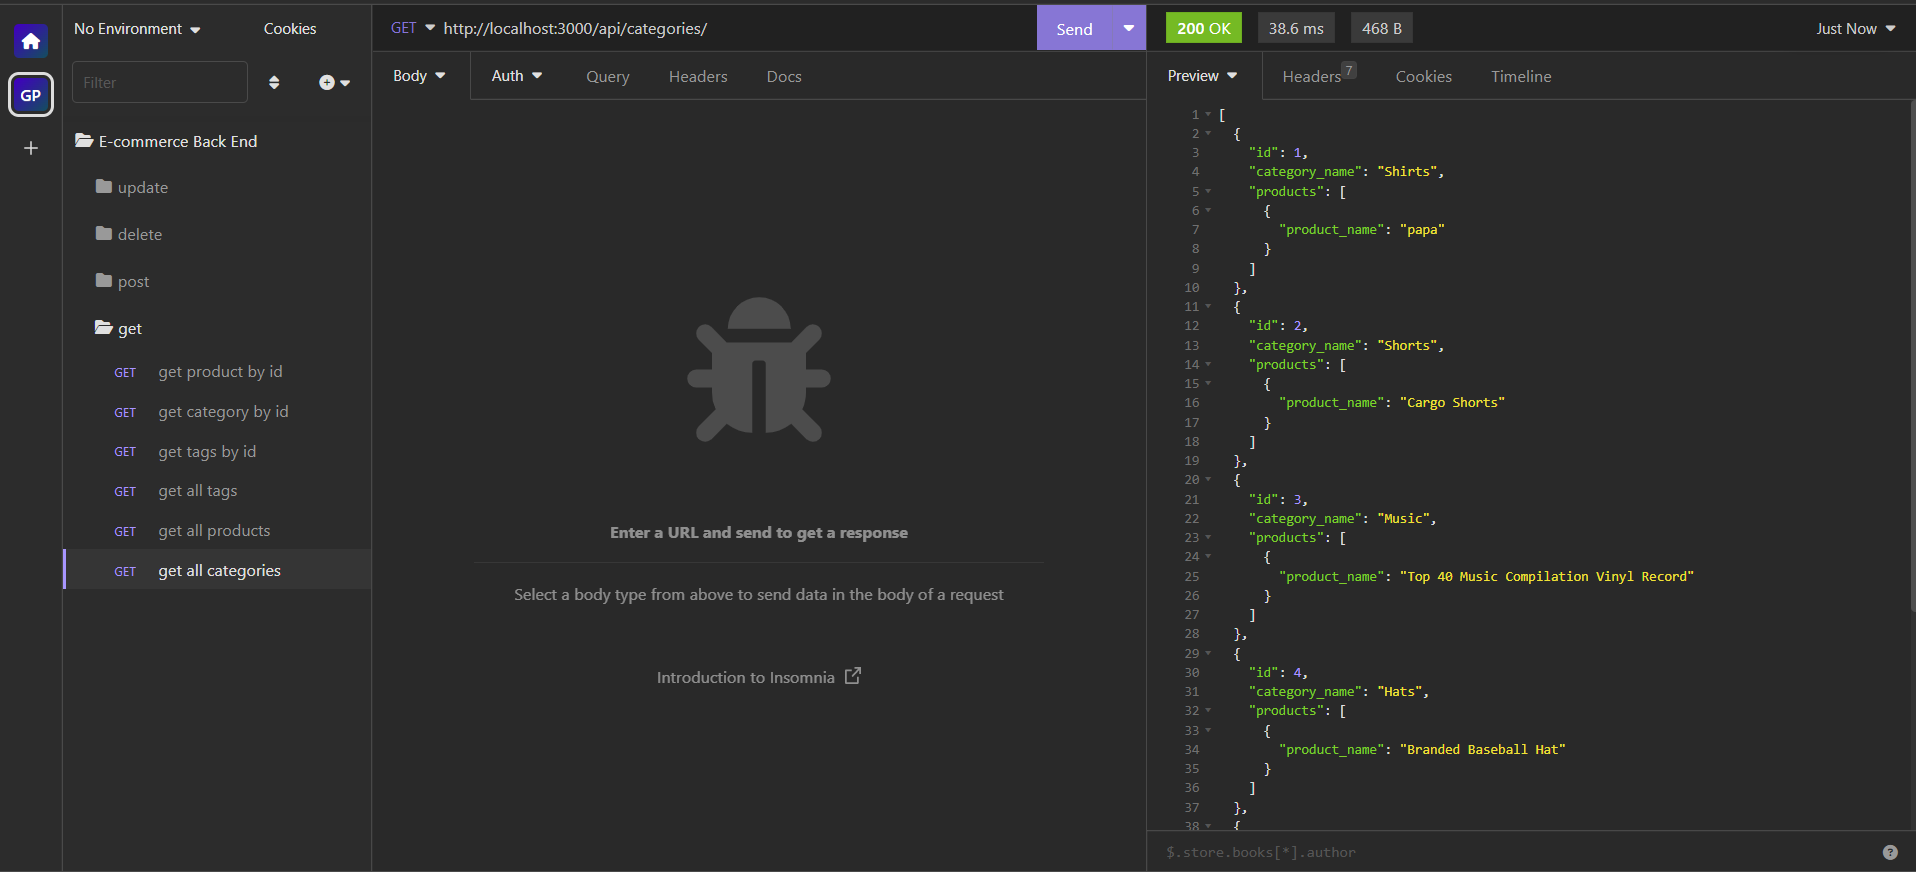 No Environment
Cookies
GET http://localhost:3000/api/categories/
Send
200 OK
38.6 ms
468 B
Just Now
GP
Filter
Body
Auth
Query
Headers
Docs
Preview
Headers 7
Cookies
Timeline
E-commerce Back End
update
delete
post
get
GET get product by id
GET get category by id
GET get tags by id
GET get all tags
GET get all products
GET get all categories
Enter a URL and send to get a response
Select a body type from above to send data in the body of a request
Introduction to Insomnia
1 [
2 {
3 "id": 1,
4 "category_name": "Shirts",
5 "products": [
6 {
7 "product_name": "papa"
8 }
9 ]
10 },
11 {
12 "id": 2,
13 "category_name": "Shorts",
14 "products": [
15 {
16 "product_name": "Cargo Shorts"
17 }
18 ]
19 },
20 {
21 "id": 3,
22 "category_name": "Music",
23 "products": [
24 {
25 "product_name": "Top 40 Music Compilation Vinyl Record"
26 }
27 ]
28 },
29 {
30 "id": 4,
31 "category_name": "Hats",
32 "products": [
33 {
34 "product_name": "Branded Baseball Hat"
35 }
36 ]
37 },
38 {
$.store.books[*].author
?